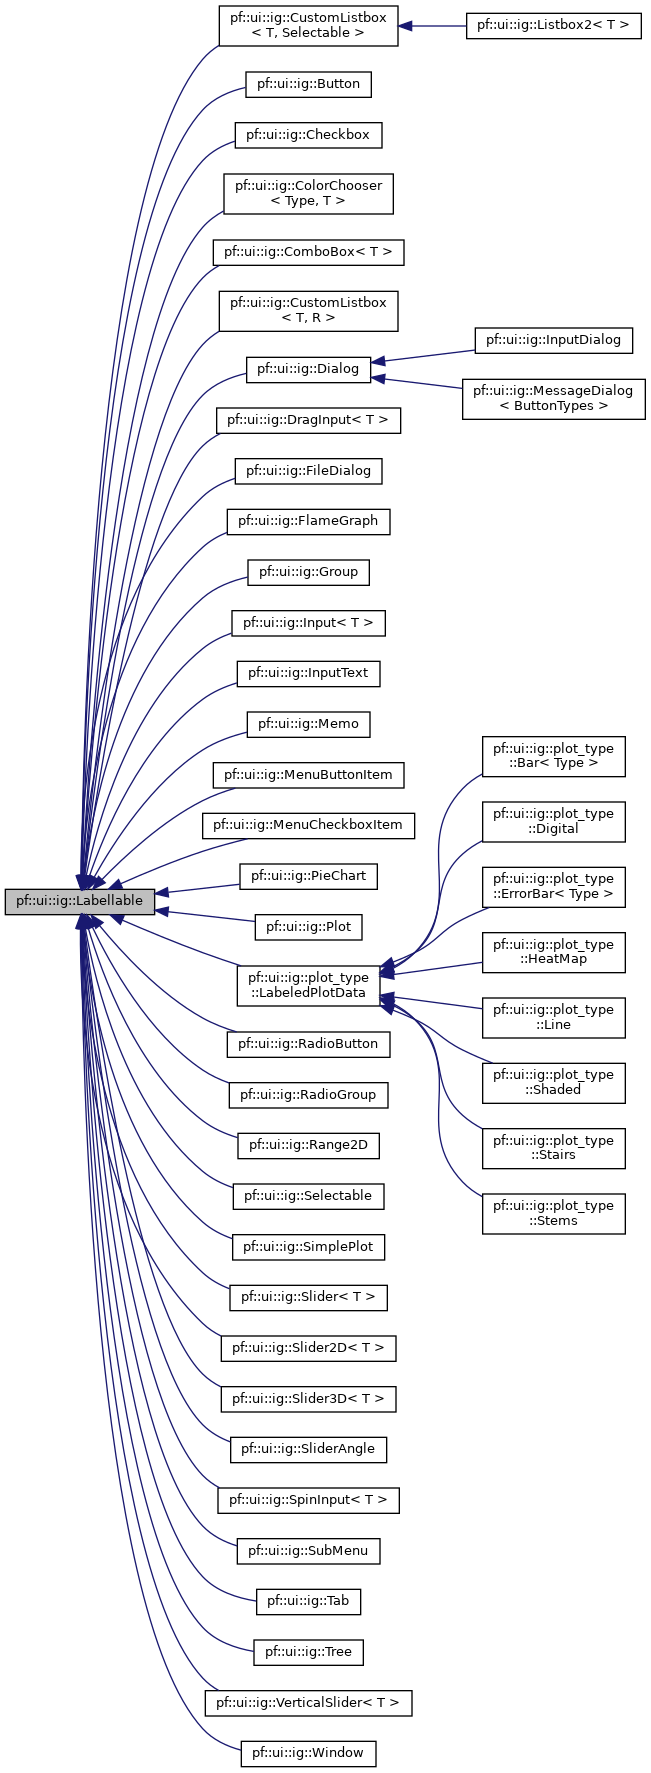 pf::ui::ig::CustomListbox
< T, Selectable >
pf::ui::ig::Listbox2< T >
pf::ui::ig::Button
pf::ui::ig::Checkbox
pf::ui::ig::ColorChooser
< Type, T >
pf::ui::ig::ComboBox< T >
pf::ui::ig::CustomListbox
< T, R >
pf::ui::ig::Dialog
pf::ui::ig::InputDialog
pf::ui::ig::MessageDialog
< ButtonTypes >
pf::ui::ig::DragInput< T >
pf::ui::ig::FileDialog
pf::ui::ig::FlameGraph
pf::ui::ig::Group
pf::ui::ig::Input< T >
pf::ui::ig::InputText
pf::ui::ig::Memo
pf::ui::ig::MenuButtonItem
pf::ui::ig::MenuCheckboxItem
pf::ui::ig::PieChart
pf::ui::ig::Labellable
pf::ui::ig::Plot
pf::ui::ig::plot_type
::LabeledPlotData
pf::ui::ig::plot_type
::Bar< Type >
pf::ui::ig::plot_type
::Digital
pf::ui::ig::plot_type
::ErrorBar< Type >
pf::ui::ig::plot_type
::HeatMap
pf::ui::ig::plot_type
::Line
pf::ui::ig::plot_type
::Shaded
pf::ui::ig::plot_type
::Stairs
pf::ui::ig::plot_type
::Stems
pf::ui::ig::RadioButton
pf::ui::ig::RadioGroup
pf::ui::ig::Range2D
pf::ui::ig::Selectable
pf::ui::ig::SimplePlot
pf::ui::ig::Slider< T >
pf::ui::ig::Slider2D< T >
pf::ui::ig::Slider3D< T >
pf::ui::ig::SliderAngle
pf::ui::ig::SpinInput< T >
pf::ui::ig::SubMenu
pf::ui::ig::Tab
pf::ui::ig::Tree
pf::ui::ig::VerticalSlider< T >
pf::ui::ig::Window